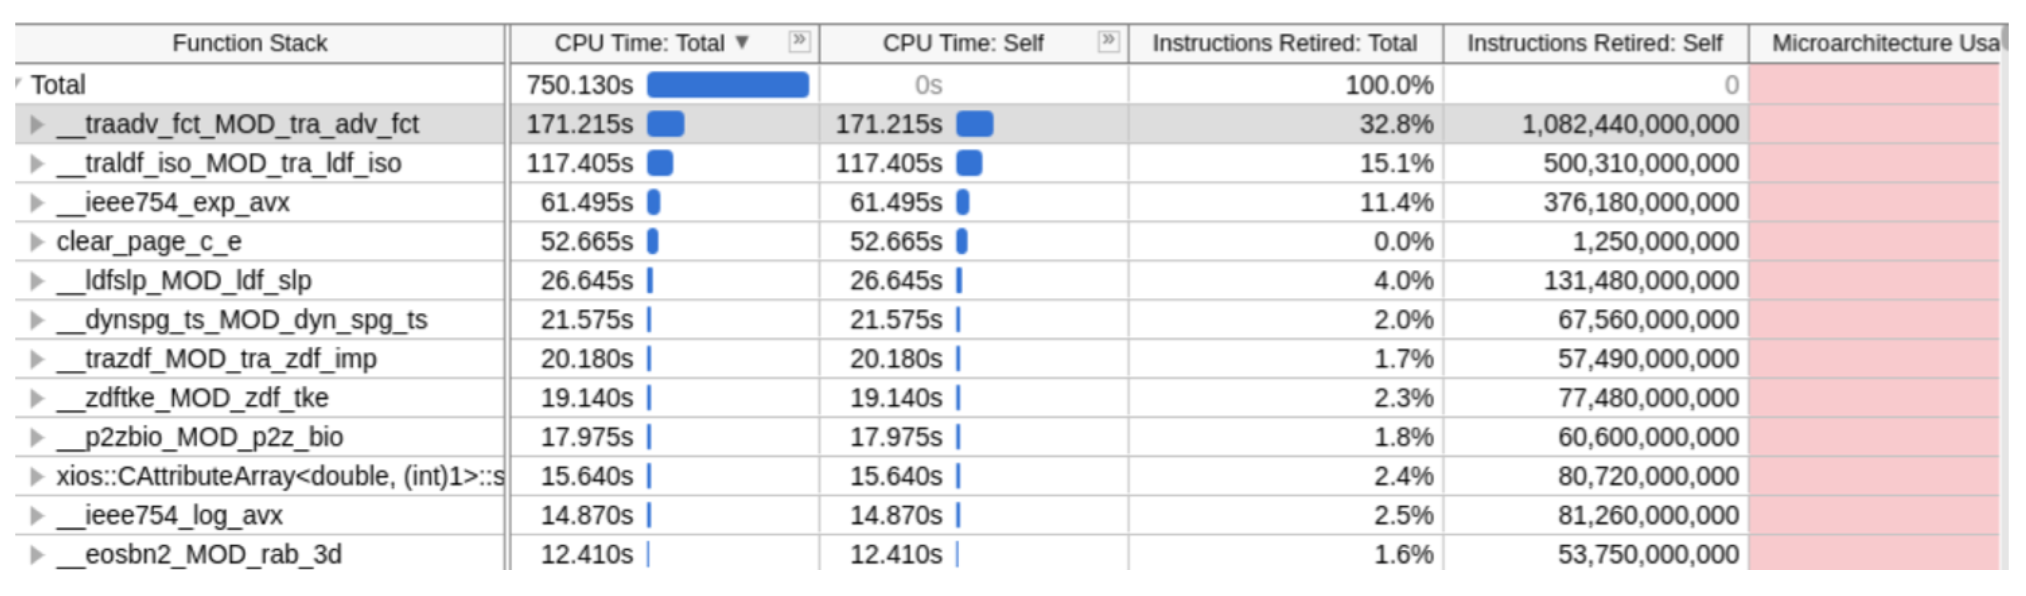 Function Stack CPU Time: Total ▼ » CPU Time: Self » Instructions Retired: Total Instructions Retired: Self Microarchitecture Usa
Total 750.130s 0s 100.0% 0
__traadv_fct_MOD_tra_adv_fct 171.215s 171.215s 32.8% 1,082,440,000,000
__traldf_iso_MOD_tra_ldf_iso 117.405s 117.405s 15.1% 500,310,000,000
__ieee754_exp_avx 61.495s 61.495s 11.4% 376,180,000,000
clear_page_c_e 52.665s 52.665s 0.0% 1,250,000,000
__ldfslp_MOD_ldf_slp 26.645s 26.645s 4.0% 131,480,000,000
__dynspg_ts_MOD_dyn_spg_ts 21.575s 21.575s 2.0% 67,560,000,000
__trazdf_MOD_tra_zdf_imp 20.180s 20.180s 1.7% 57,490,000,000
__zdftke_MOD_zdf_tke 19.140s 19.140s 2.3% 77,480,000,000
__p2zbio_MOD_p2z_bio 17.975s 17.975s 1.8% 60,600,000,000
xios::CAttributeArray<double, (int)1>::s 15.640s 15.640s 2.4% 80,720,000,000
__ieee754_log_avx 14.870s 14.870s 2.5% 81,260,000,000
__eosbn2_MOD_rab_3d 12.410s 12.410s 1.6% 53,750,000,000